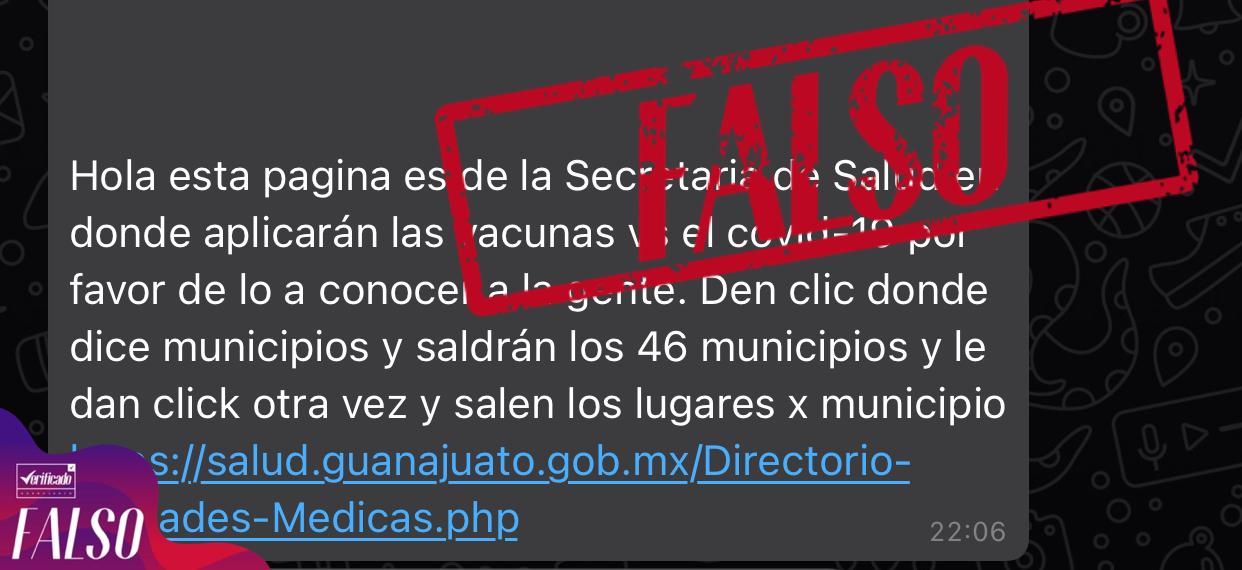 FALSO
Hola esta pagina es de la Secretaria de Salud en
donde aplicarán las vacunas vs el covid-19 por
favor de lo a conocer a la gente. Den clic donde
dice municipios y saldrán los 46 municipios y le
dan click otra vez y salen los lugares x municipio
s://salud.guanajuato.gob.mx/Directorio-
ades-Medicas.php
22:06
Verificado
FALSO